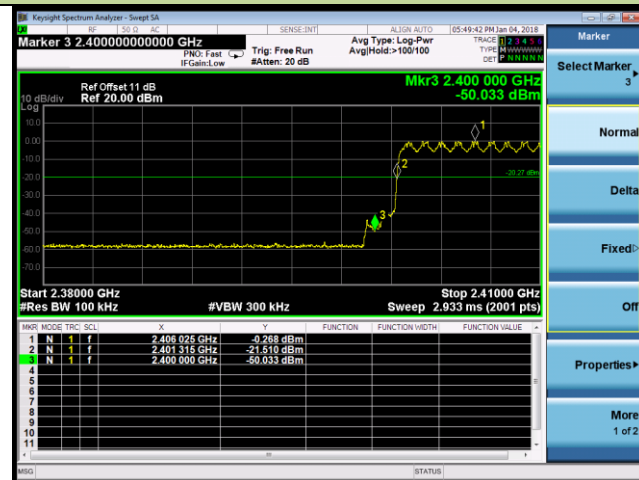 Keysight Spectrum Analyzer - Swept SA
RF 50 Ω AC SENSE:INT ALIGN AUTO 05:49:42 PM Jan 04, 2018
Marker 3 2.400000000000 GHz
PNO: Fast
IFGain:Low
Trig: Free Run
#Atten: 20 dB
Avg Type: Log-Pwr
Avg|Hold:>100/100
TRACE 1 2 3 4 5 6
TYPE MWWWWW
DET P NNNNN
Ref Offset 11 dB
10 dB/div Ref 20.00 dBm
Log
Mkr3 2.400 000 GHz
-50.033 dBm
10.0
0.00
-10.0
-20.0
-30.0
-40.0
-50.0
-60.0
-70.0
1
2
3
-20.27 dBm
Start 2.38000 GHz Stop 2.41000 GHz
#Res BW 100 kHz #VBW 300 kHz Sweep 2.933 ms (2001 pts)
MKR MODE TRC SCL X Y FUNCTION FUNCTION WIDTH FUNCTION VALUE
1 N 1 f 2.406 025 GHz -0.268 dBm
2 N 1 f 2.401 315 GHz -21.510 dBm
3 N 1 f 2.400 000 GHz -50.033 dBm
4
5
6
7
8
9
10
11
MSG STATUS
Marker
Select Marker
3
Normal
Delta
Fixed
Off
Properties
More
1 of 2